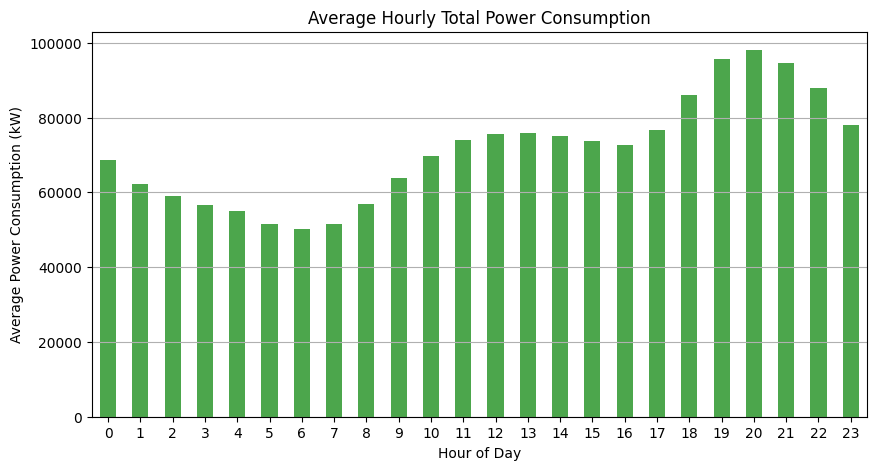 Average Hourly Total Power Consumption
Average Power Consumption (kW)
100000
80000
60000
40000
20000
0
0 1 2 3 4 5 6 7 8 9 10 11 12 13 14 15 16 17 18 19 20 21 22 23
Hour of Day